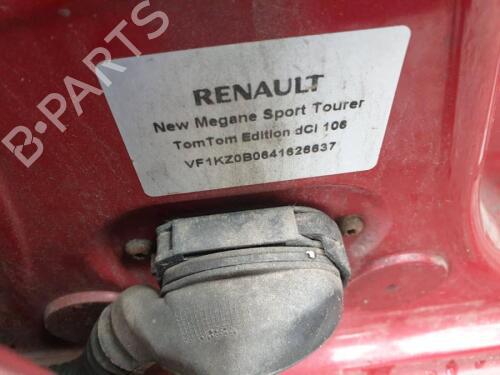 B-PARTS
RENAULT
New Megane Sport Tourer
TomTom Edition dCi 106
VF1KZ0B0641626637